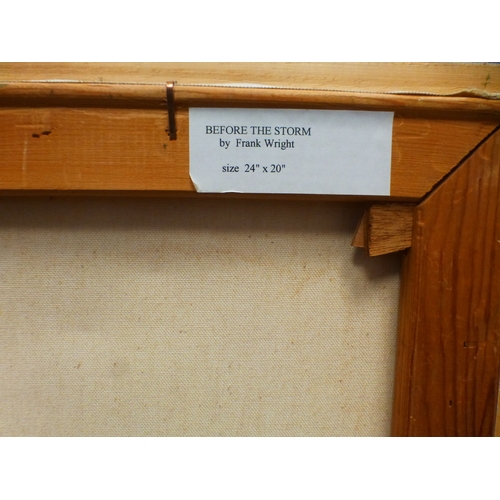 BEFORE THE STORM
by Frank Wright
size 24" x 20"